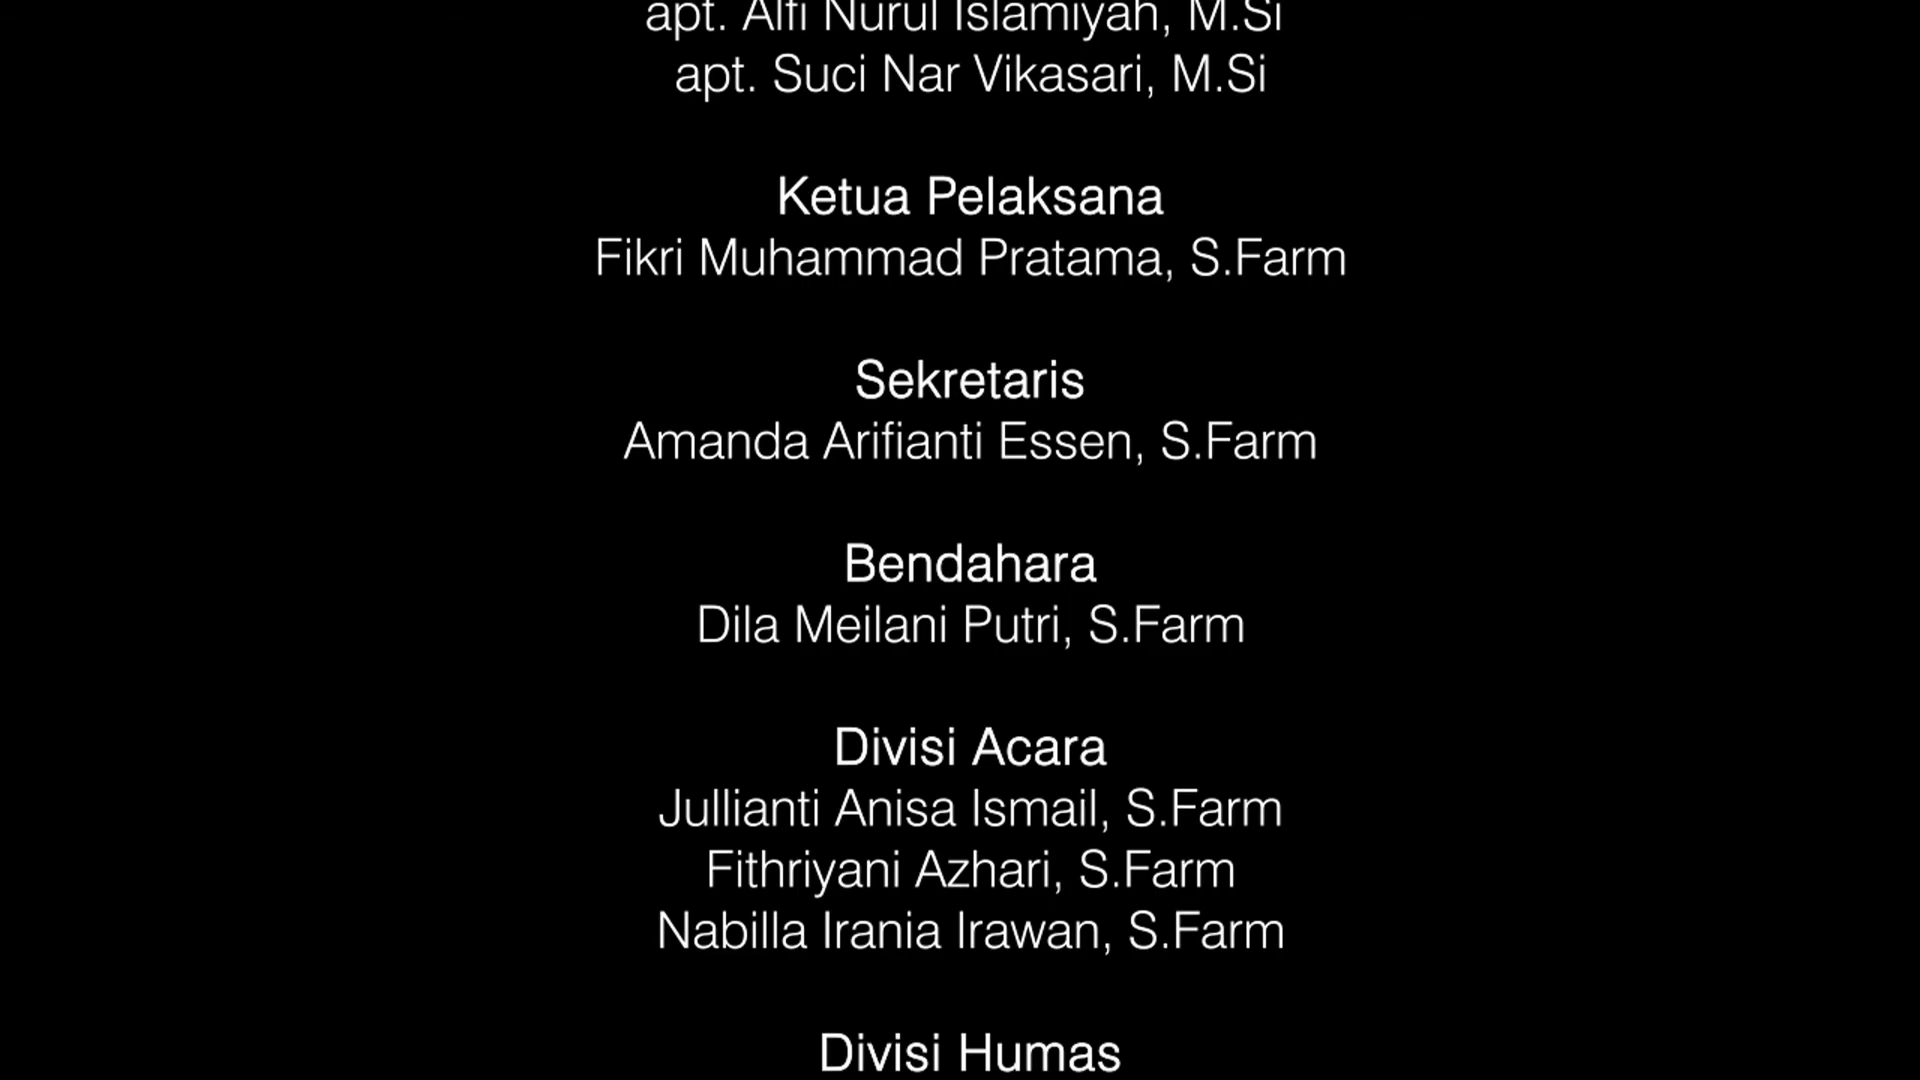 apt. Alfi Nurul Islamiyah, M.Si
apt. Suci Nar Vikasari, M.Si
Ketua Pelaksana
Fikri Muhammad Pratama, S.Farm
Sekretaris
Amanda Arifianti Essen, S.Farm
Bendahara
Dila Meilani Putri, S.Farm
Divisi Acara
Jullianti Anisa Ismail, S.Farm
Fithriyani Azhari, S.Farm
Nabilla Irania Irawan, S.Farm
Divisi Humas